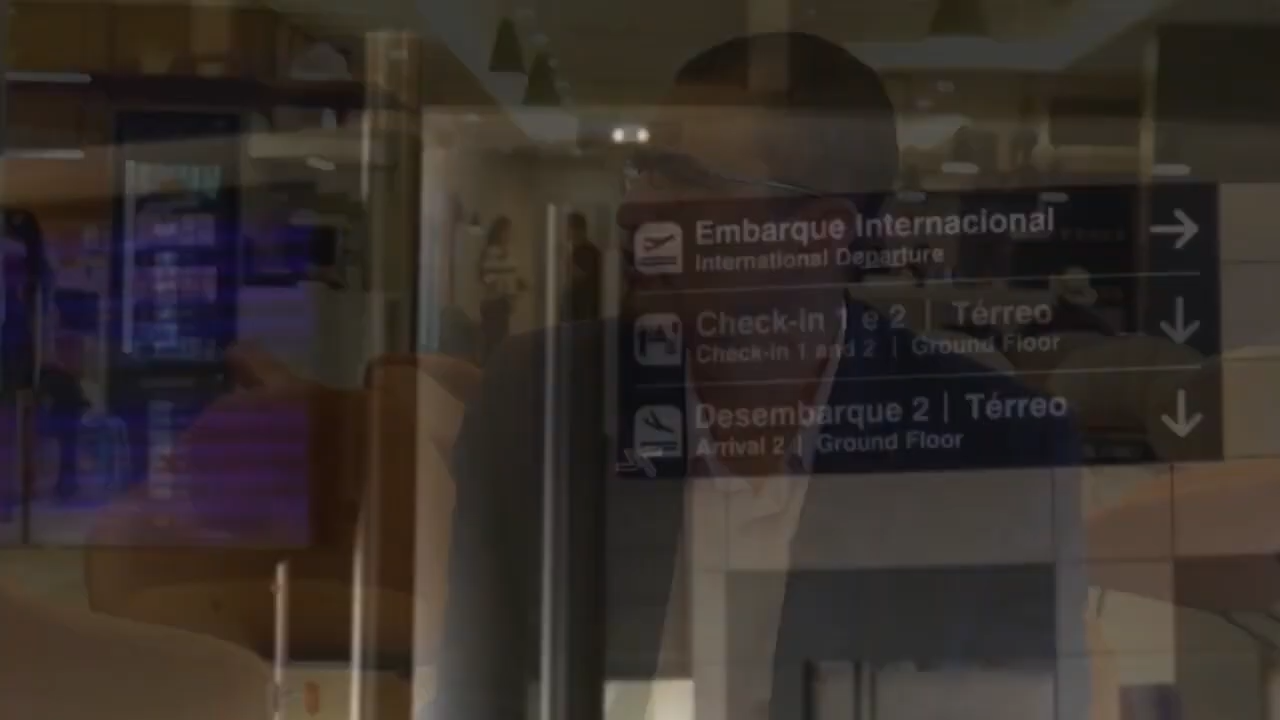 Embarque Internacional
International Departure
Check-in 1 e 2 | Térreo
Check-in 1 and 2 | Ground Floor
Desembarque 2 | Térreo
Arrival 2 | Ground Floor